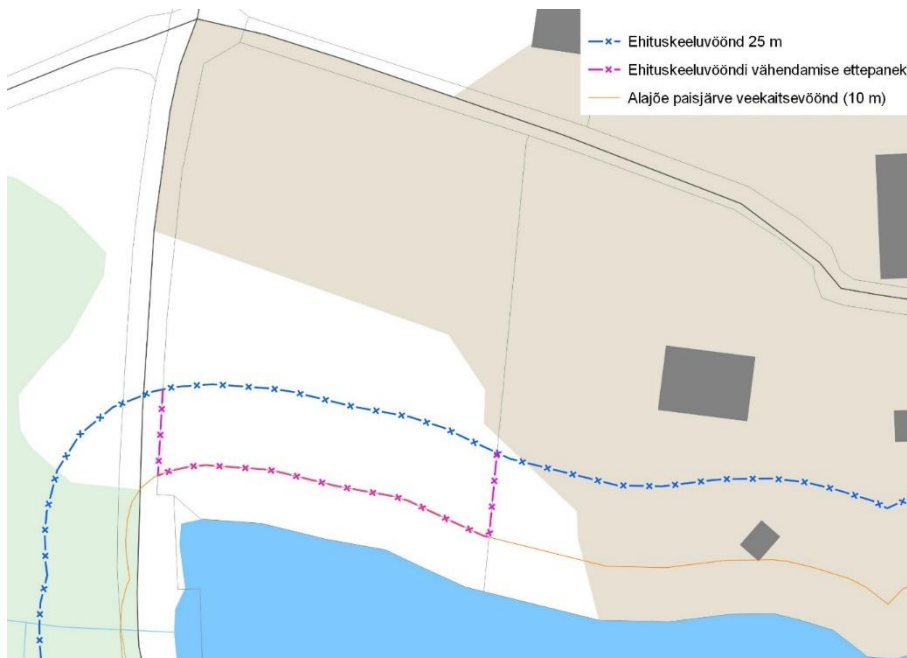 Ehituskeeluvöönd 25 m
Ehituskeeluvööndi vähendamise ettepanek
Alajõe paisjärve veekaitsevöönd (10 m)